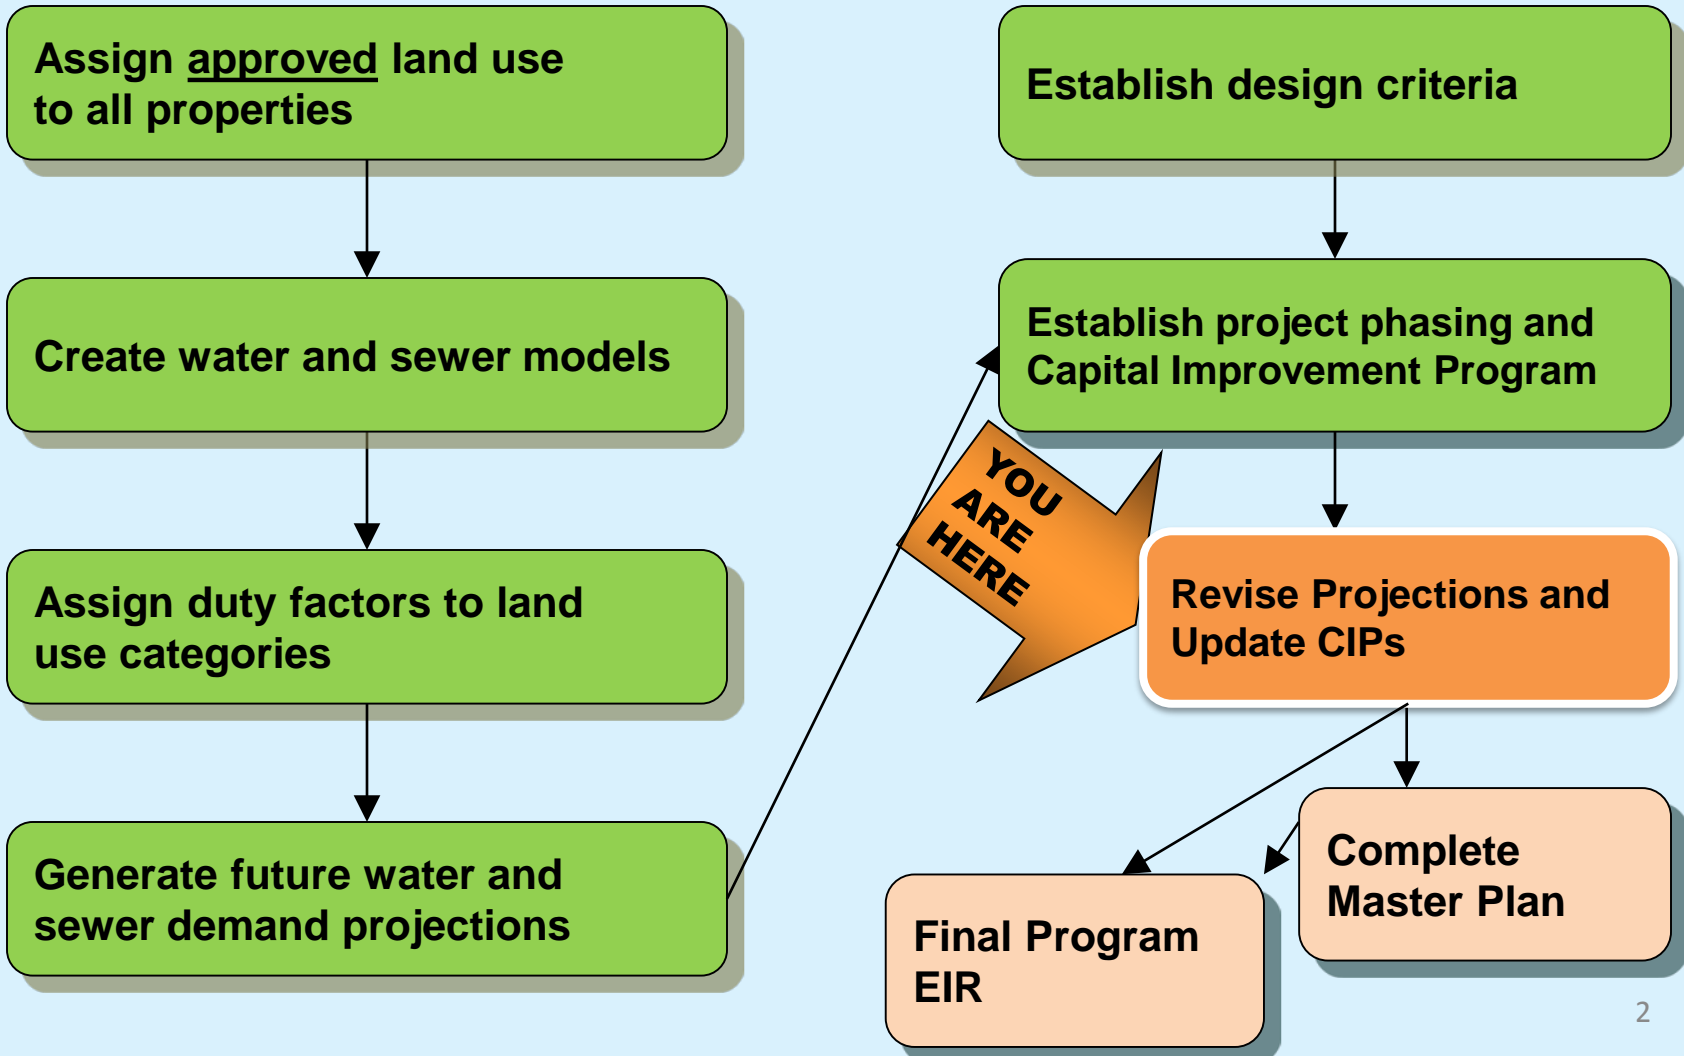 Assign approved land use
to all properties
Create water and sewer models
Assign duty factors to land
use categories
Generate future water and
sewer demand projections
Establish design criteria
Establish project phasing and
Capital Improvement Program
YOU
ARE
HERE
Revise Projections and
Update CIPs
Complete
Master Plan
Final Program
EIR
2